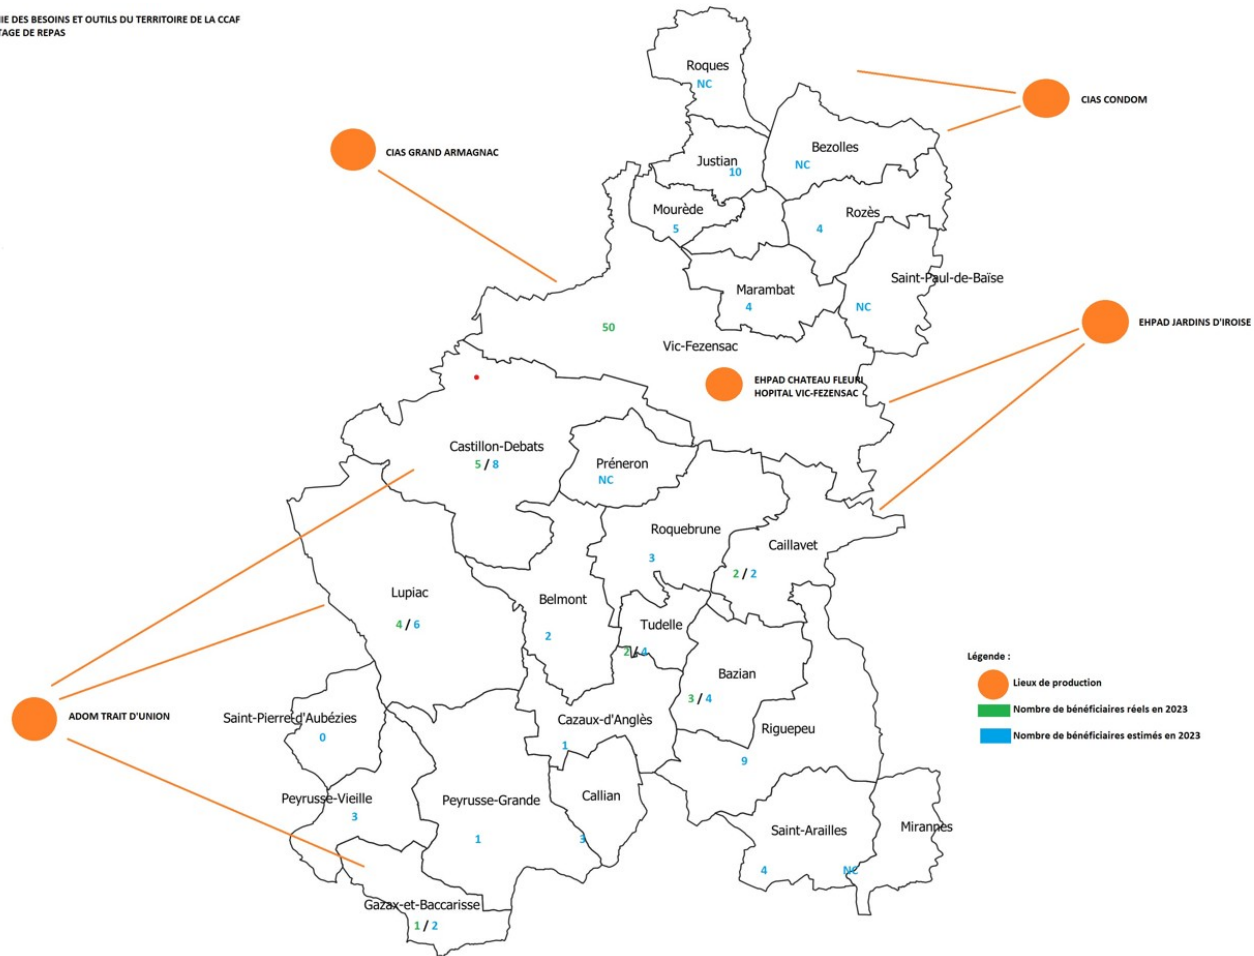 IE DES BESOINS ET OUTILS DU TERRITOIRE DE LA CCAF
TAGE DE REPAS
Roques
NC
CIAS CONDOM
CIAS GRAND ARMAGNAC
Justian
10
Bezolles
NC
Mourède
5
Rozès
4
Saint-Paul-de-Baïse
NC
Marambat
4
50
Vic-Fezensac
EHPAD JARDINS D'IROISE
EHPAD CHATEAU FLEURI
HOPITAL VIC-FEZENSAC
Castillon-Debats
5 / 8
Préneron
NC
Roquebrune
3
Caillavet
2 / 2
Lupiac
4 / 6
Belmont
2
Tudelle
2 / 4
Bazian
3 / 4
Légende :
Lieux de production
Nombre de bénéficiaires réels en 2023
Nombre de bénéficiaires estimés en 2023
ADOM TRAIT D'UNION
Saint-Pierre-d'Aubézies
0
Cazaux-d'Anglès
1
Riguepeu
9
Peyrusse-Vieille
3
Peyrusse-Grande
1
Callian
3
Saint-Arailles
4
Mirannes
NC
Gazax-et-Baccarisse
1 / 2